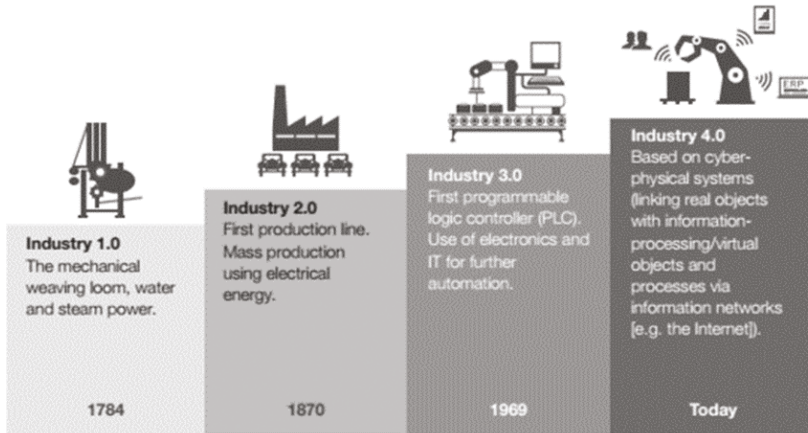 Industry 1.0
The mechanical
weaving loom, water
and steam power.
1784
Industry 2.0
First production line.
Mass production
using electrical
energy.
1870
Industry 3.0
First programmable
logic controller (PLC).
Use of electronics and
IT for further
automation.
1969
ERP
Industry 4.0
Based on cyber-
physical systems
(linking real objects
with information-
processing/virtual
objects and
processes via
information networks
[e.g. the Internet]).
Today